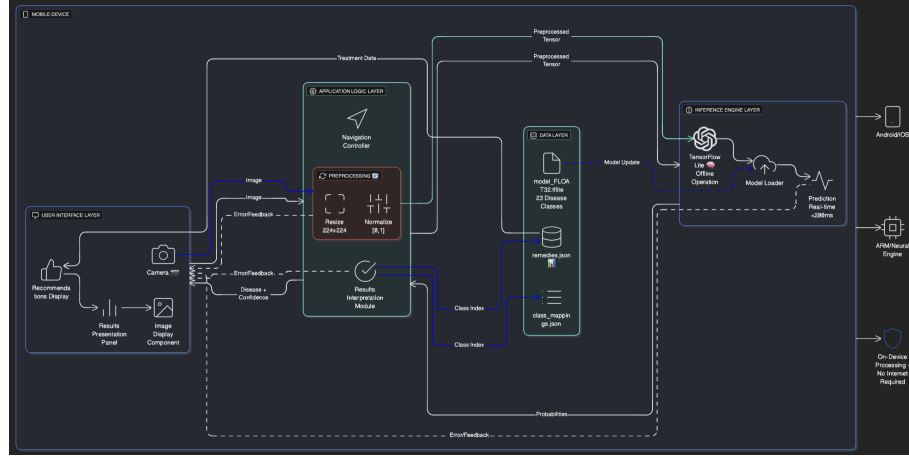 MOBILE DEVICE
Preprocessed
Tensor
Treatment Data
Preprocessed
Tensor
APPLICATION LOGIC LAYER
Navigation
Controller
PREPROCESSING
Resize
224x224
Normalize
[0,1]
Results
Interpretation
Module
Image
Image
Error/Feedback
Error/Feedback
Disease +
Confidence
USER INTERFACE LAYER
Camera
Recommenda
tions Display
Results
Presentation
Panel
Image
Display
Component
DATA LAYER
model_FLOA
T32.tflite
23 Disease
Classes
remedies.json
class_mappin
gs.json
Class Index
Class Index
Model Update
INFERENCE ENGINE LAYER
TensorFlow
Lite
Offline
Operation
Model Loader
Prediction
Real-time
<200ms
Probabilities
Error/Feedback
Android/iOS
ARM/Neural
Engine
On-Device
Processing -
No Internet
Required